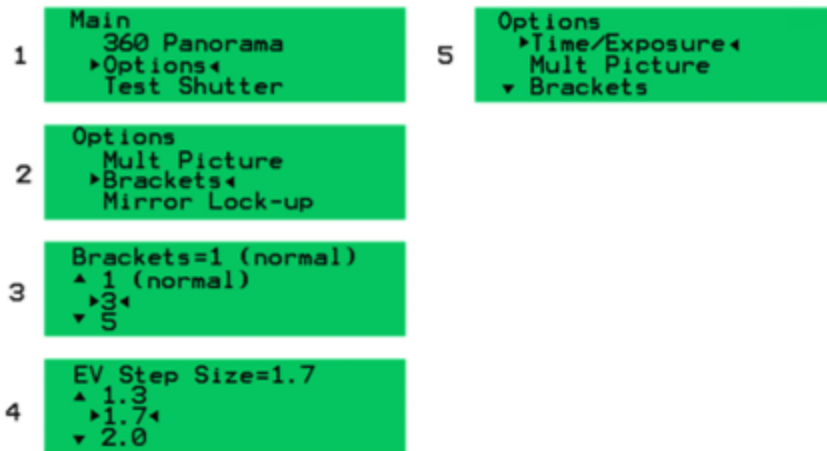 1
Main
360 Panorama
▶Options◀
Test Shutter
2
Options
Mult Picture
▶Brackets◀
Mirror Lock-up
3
Brackets=1 (normal)
▲ 1 (normal)
▶3◀
▼ 5
4
EV Step Size=1.7
▲ 1.3
▶1.7◀
▼ 2.0
5
Options
▶Time/Exposure◀
Mult Picture
▼ Brackets